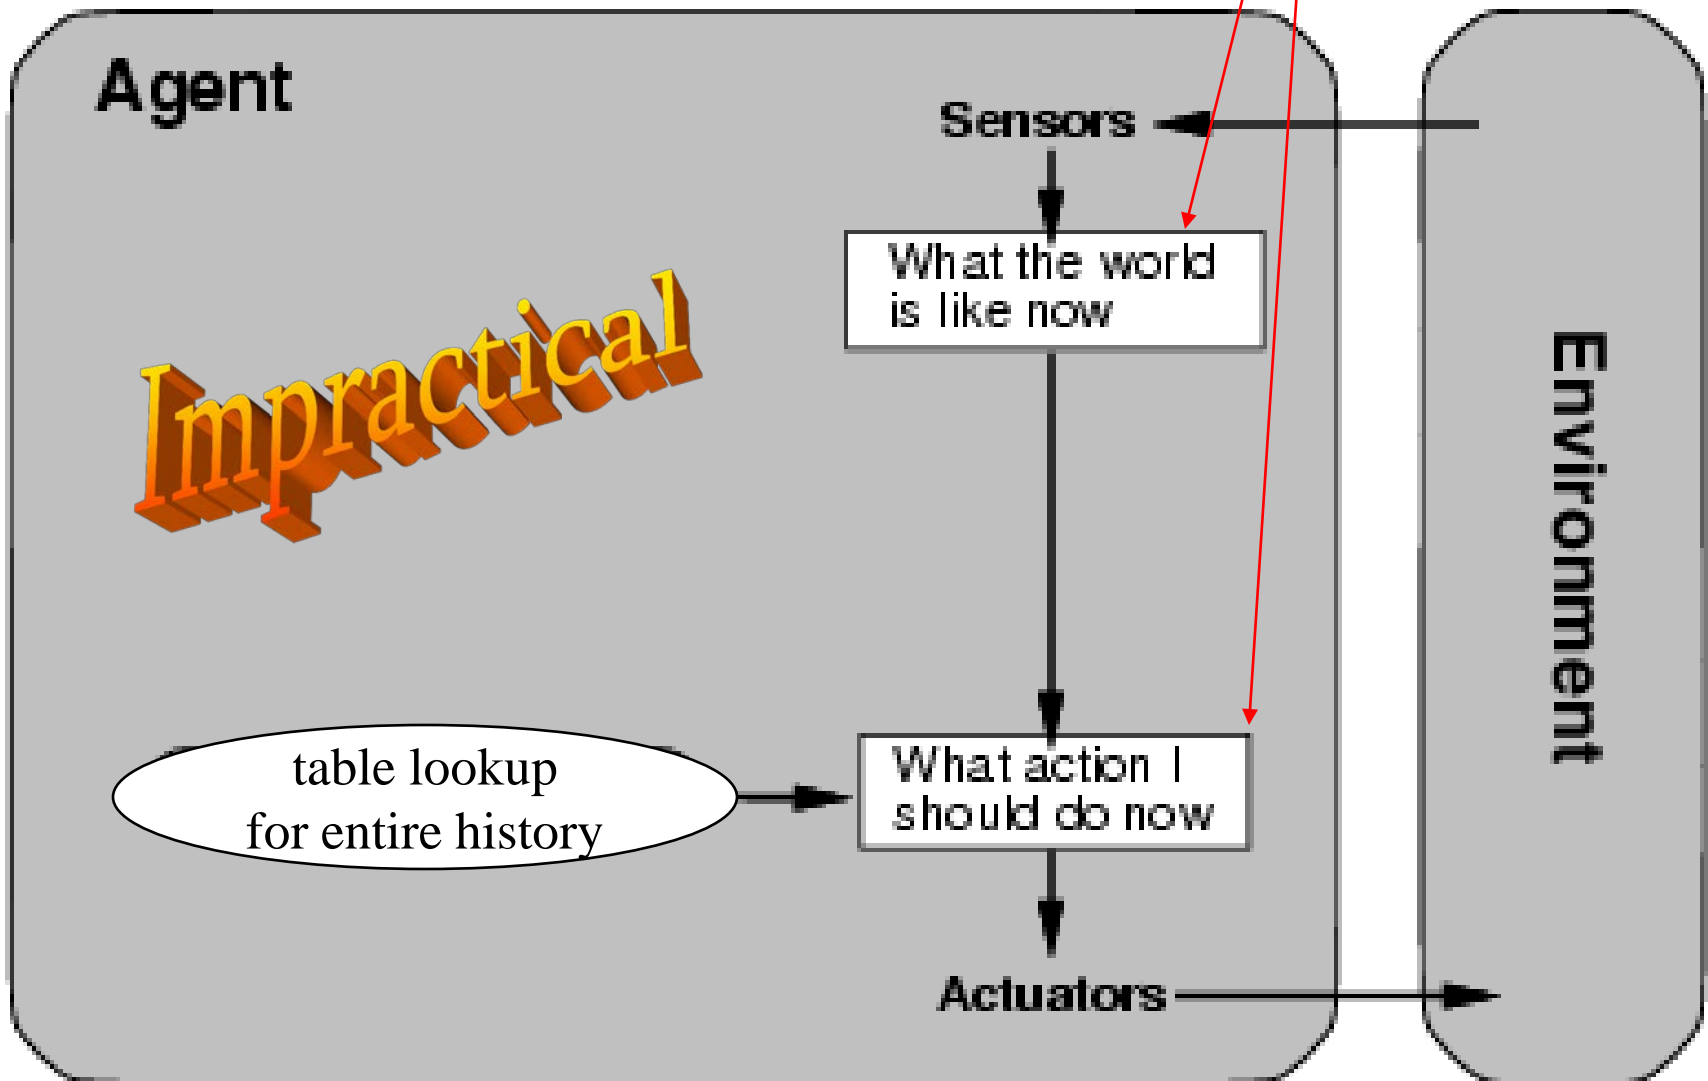 Agent
Sensors
What the world
is like now
Impractical
Environment
table lookup
for entire history
What action I
should do now
Actuators